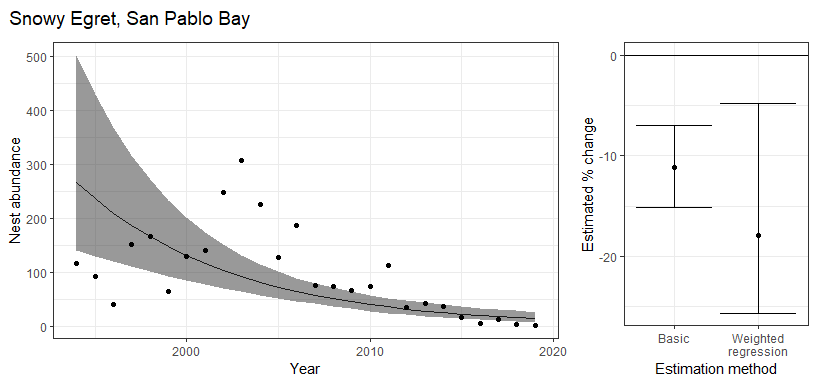 Snowy Egret, San Pablo Bay
Nest abundance
500
400
300
200
100
0
2000
2010
2020
Year
Estimated % change
0
-10
-20
Basic
Weighted
regression
Estimation method